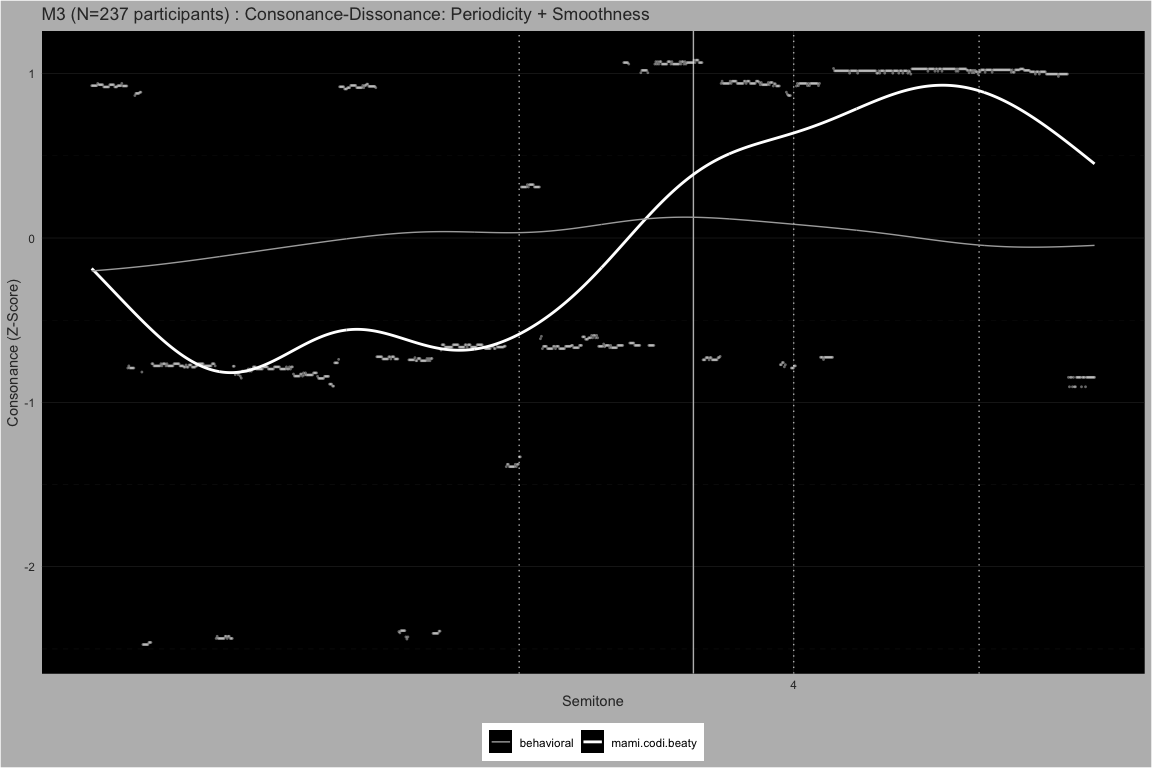 M3 (N=237 participants) : Consonance-Dissonance: Periodicity + Smoothness
Consonance (Z-Score)
1
0
-1
-2
4
Semitone
behavioral
mami.codi.beaty